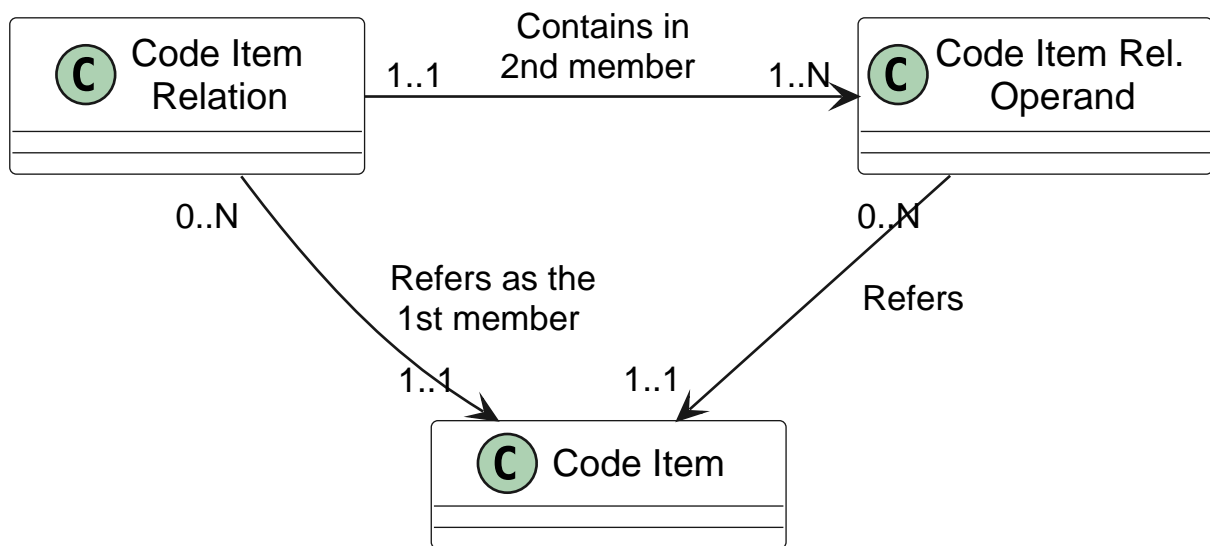 C
Code Item
Relation
Contains in
2nd member
1..1
1..N
C
Code Item Rel.
Operand
0..N
0..N
Refers as the
1st member
Refers
1..1
1..1
C
Code Item